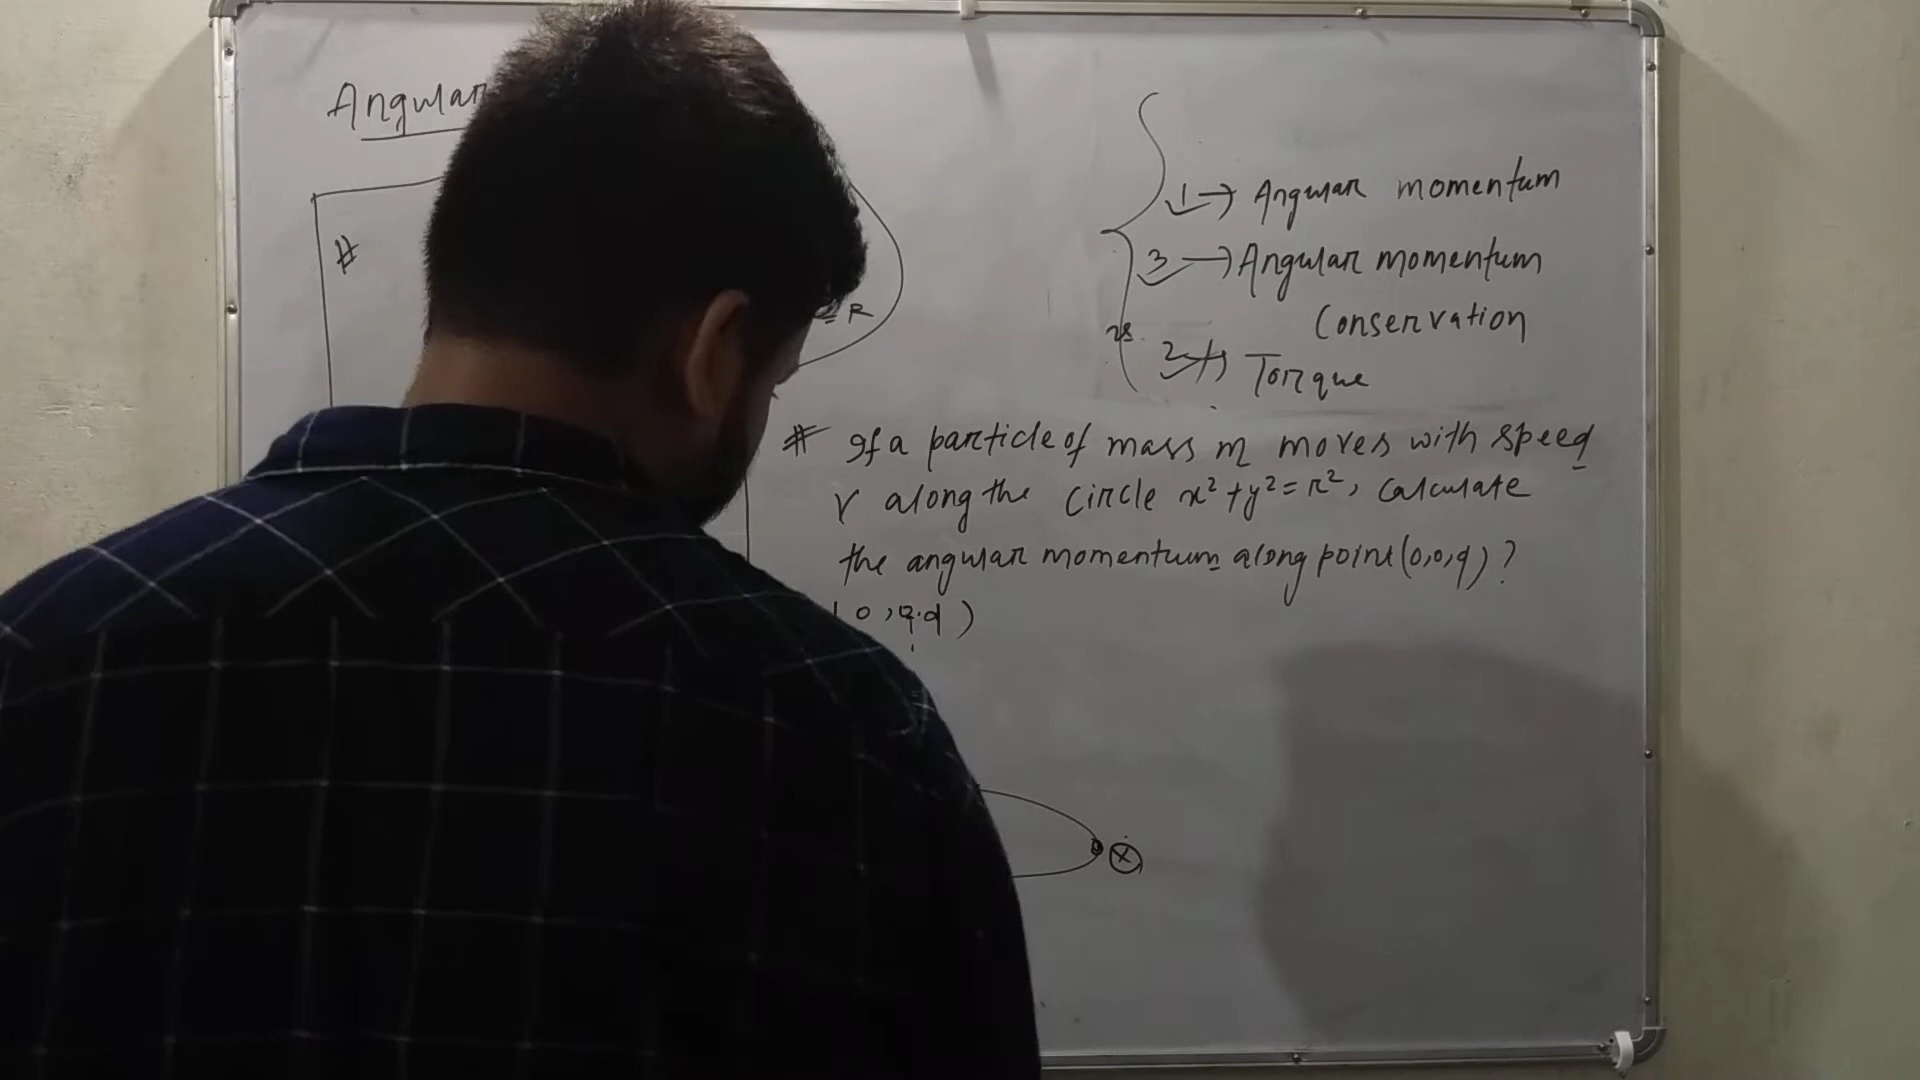 Angular
#
R
1 → Angular momentum
3 → Angular momentum
Conservation
2 → Torque
# If a particle of mass m moves with speed
v along the circle x² + y² = r², calculate
the angular momentum along point (0,0,d) ?
0,0,d)